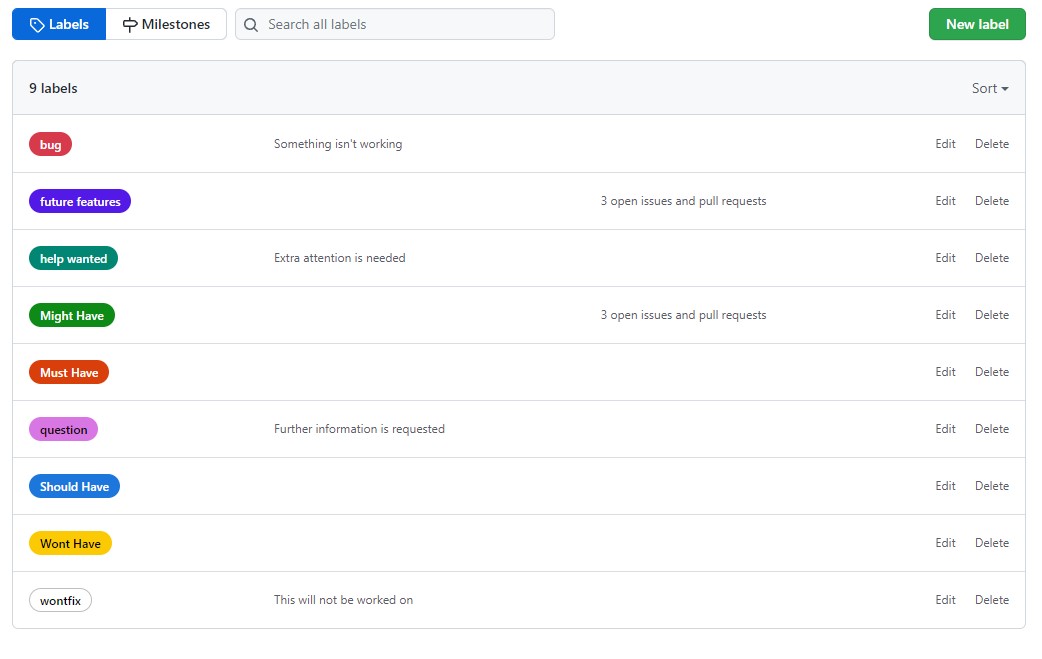 Labels Milestones Search all labels New label
9 labels Sort
bug Something isn't working Edit Delete
future features 3 open issues and pull requests Edit Delete
help wanted Extra attention is needed Edit Delete
Might Have 3 open issues and pull requests Edit Delete
Must Have Edit Delete
question Further information is requested Edit Delete
Should Have Edit Delete
Wont Have Edit Delete
wontfix This will not be worked on Edit Delete